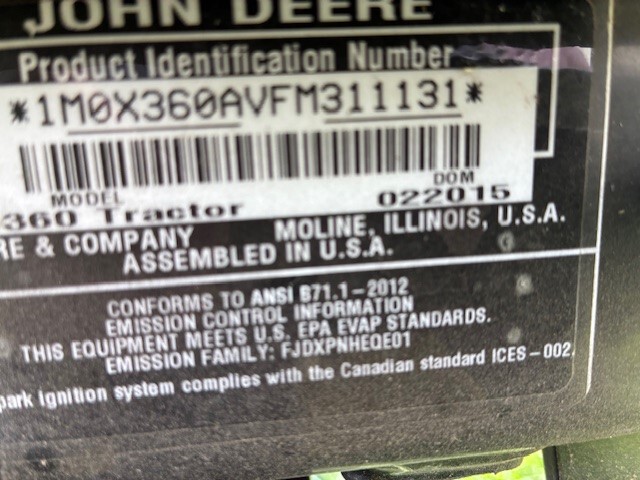 JOHN DEERE
Product Identification Number
*1M0X360AVFM311131*
MODEL DOM
360 Tractor 022015
RE & COMPANY MOLINE, ILLINOIS, U.S.A.
ASSEMBLED IN U.S.A.
CONFORMS TO ANSI B71.1-2012
EMISSION CONTROL INFORMATION
THIS EQUIPMENT MEETS U.S. EPA EVAP STANDARDS.
EMISSION FAMILY: FJDXPNHEQE01
park ignition system complies with the Canadian standard ICES-002.